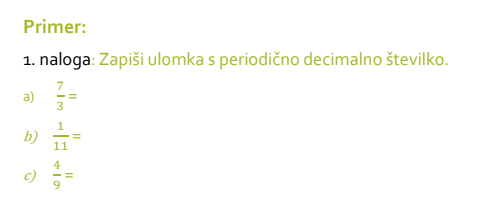 Primer:
1. naloga: Zapiši ulomka s periodično decimalno številko.
a) 7/3 =
b) 1/11 =
c) 4/9 =